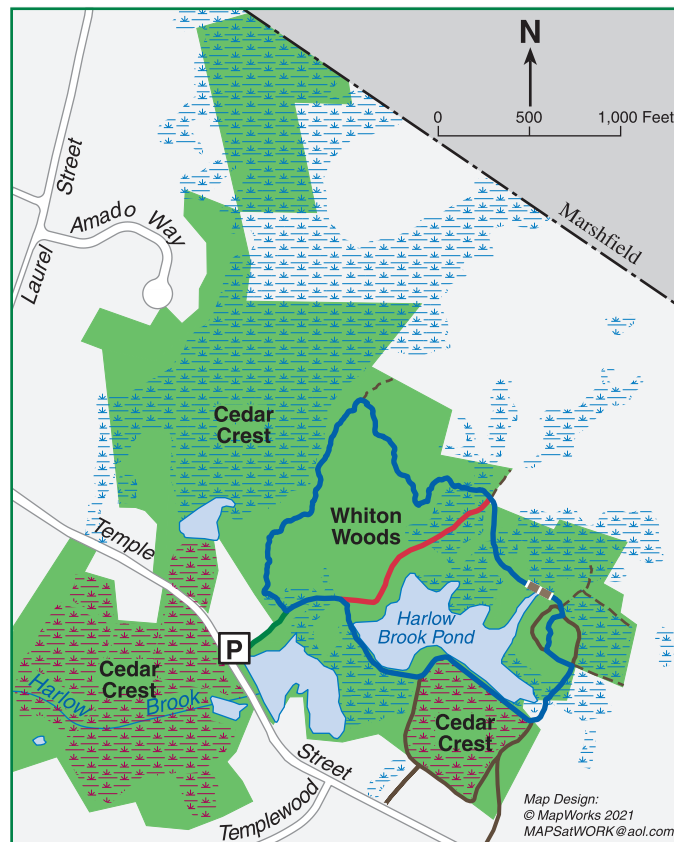 N
0 500 1,000 Feet
Street
Amado Way
Laurel
Marshfield
Cedar
Crest
Whiton
Woods
Temple
Harlow
Brook Pond
P
Cedar
Crest
Harlow Brook
Cedar
Crest
Street
Templewood
Map Design:
© MapWorks 2021
MAPSatWORK@aol.com